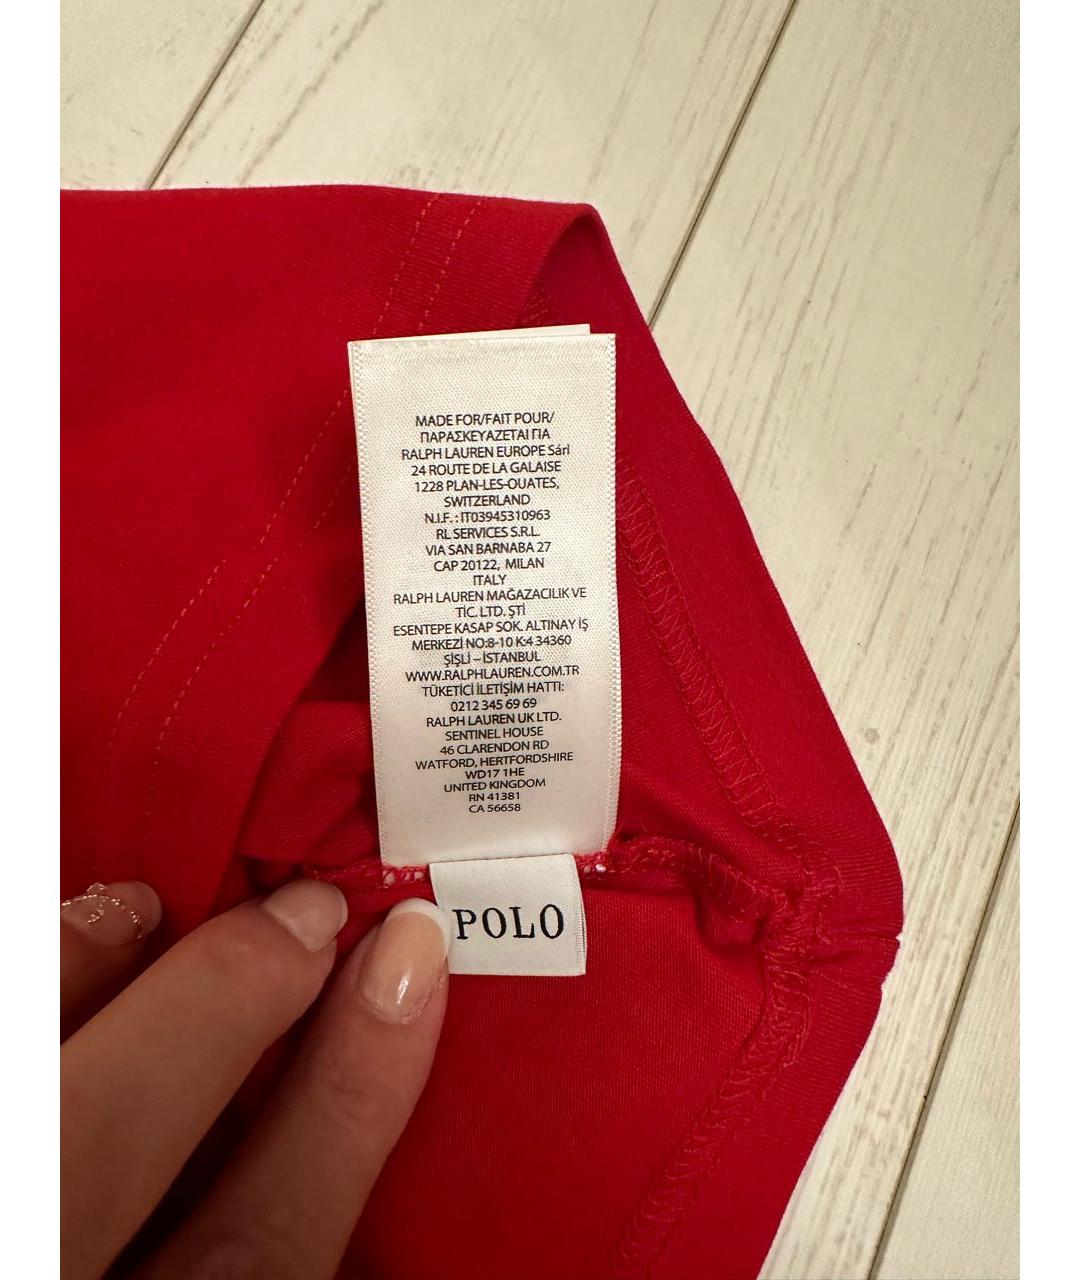 MADE FOR/FAIT POUR/
ΠΑΡΑΣΚΕΥΑΖΕΤΑΙ ΓΙΑ
RALPH LAUREN EUROPE Sárl
24 ROUTE DE LA GALAISE
1228 PLAN-LES-OUATES,
SWITZERLAND
N.I.F. : IT03945310963
RL SERVICES S.R.L.
VIA SAN BARNABA 27
CAP 20122, MILAN
ITALY
RALPH LAUREN MAĞAZACILIK VE
TİC. LTD. ŞTİ
ESENTEPE KASAP SOK. ALTINAY İŞ
MERKEZİ NO:8-10 K:4 34360
ŞİŞLİ – İSTANBUL
WWW.RALPHLAUREN.COM.TR
TÜKETİCİ İLETİŞİM HATTI:
0212 345 69 69
RALPH LAUREN UK LTD.
SENTINEL HOUSE
46 CLARENDON RD
WATFORD, HERTFORDSHIRE
WD17 1HE
UNITED KINGDOM
RN 41381
CA 56658
POLO